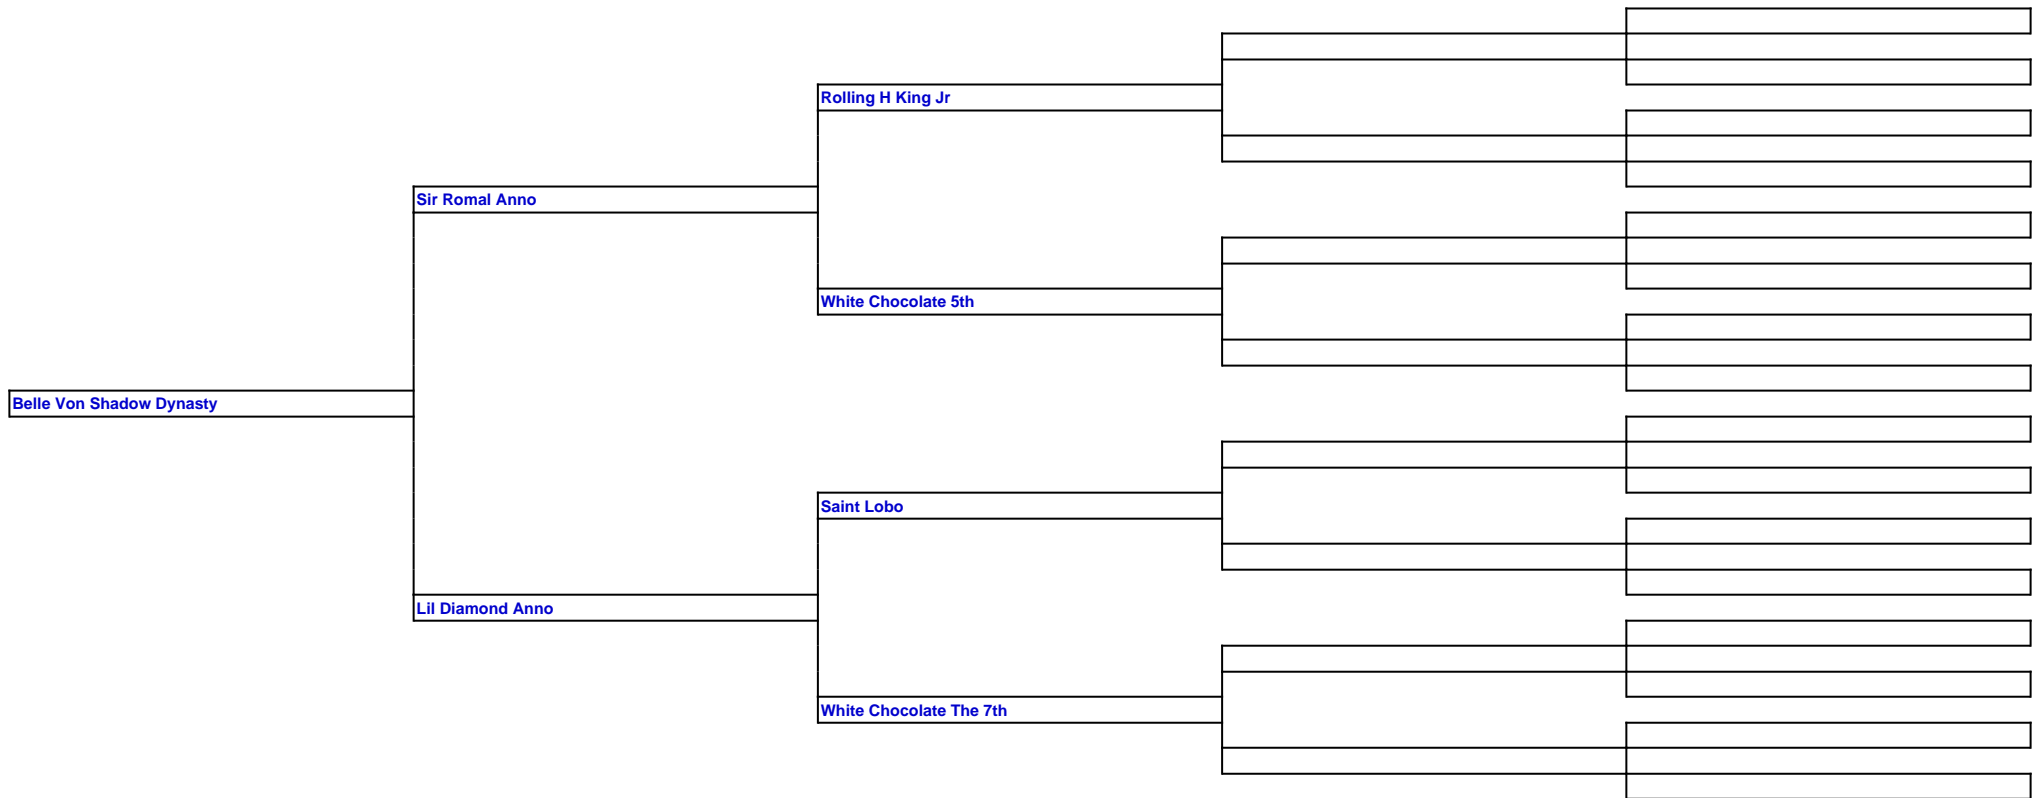 Rolling H King Jr
Sir Romal Anno
White Chocolate 5th
Belle Von Shadow Dynasty
Saint Lobo
Lil Diamond Anno
White Chocolate The 7th